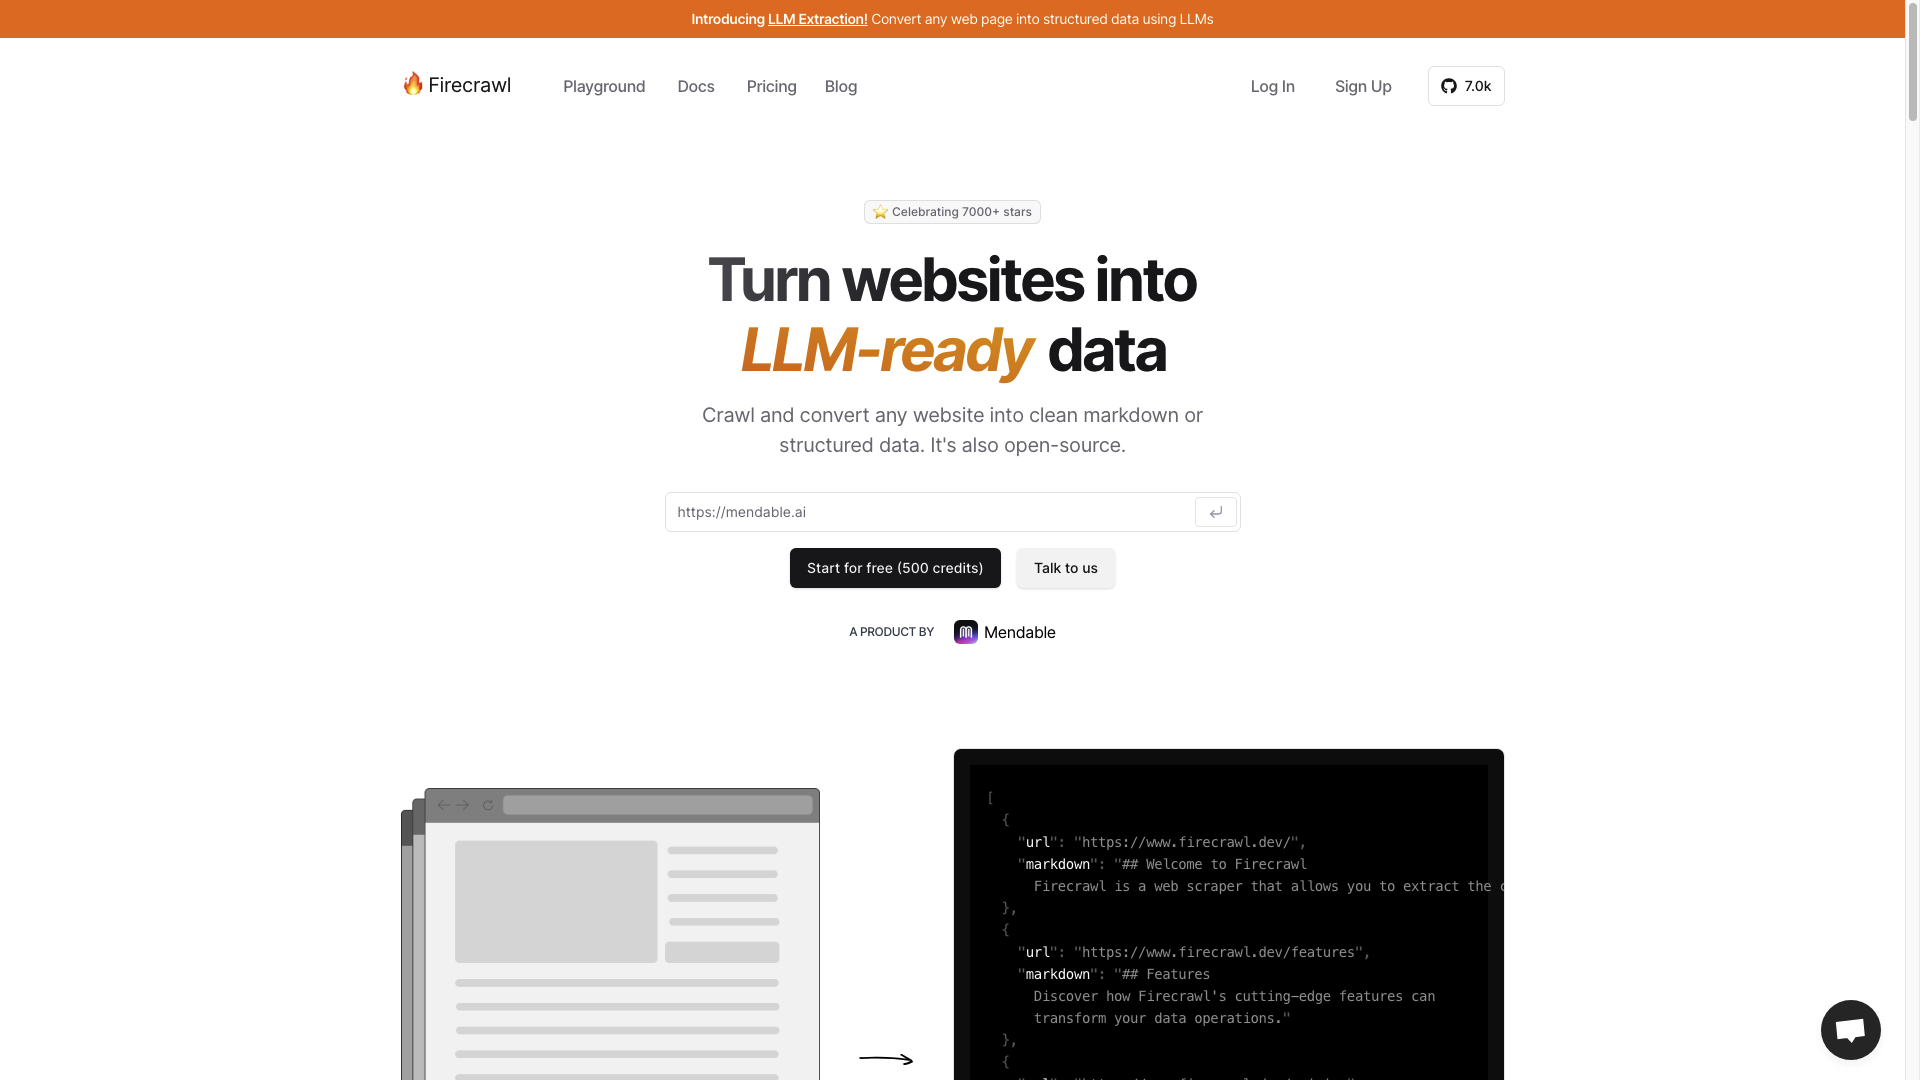 Introducing LLM Extraction! Convert any web page into structured data using LLMs
Firecrawl
Playground
Docs
Pricing
Blog
Log In
Sign Up
7.0k
Celebrating 7000+ stars
Turn websites into
LLM-ready data
Crawl and convert any website into clean markdown or
structured data. It's also open-source.
https://mendable.ai
Start for free (500 credits)
Talk to us
A PRODUCT BY
Mendable
[
{
"url": "https://www.firecrawl.dev/",
"markdown": "## Welcome to Firecrawl
Firecrawl is a web scraper that allows you to extract the
},
{
"url": "https://www.firecrawl.dev/features",
"markdown": "## Features
Discover how Firecrawl's cutting-edge features can
transform your data operations."
},
{